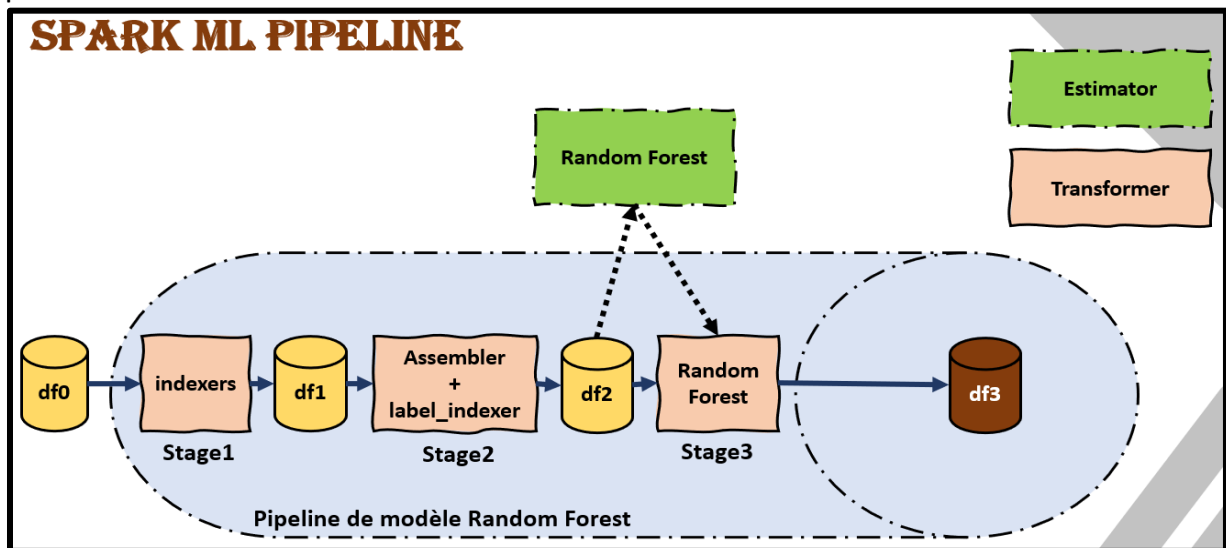 SPARK ML PIPELINE
Estimator
Random Forest
Transformer
df0
indexers
df1
Assembler
+
label_indexer
df2
Random
Forest
df3
Stage1
Stage2
Stage3
Pipeline de modèle Random Forest